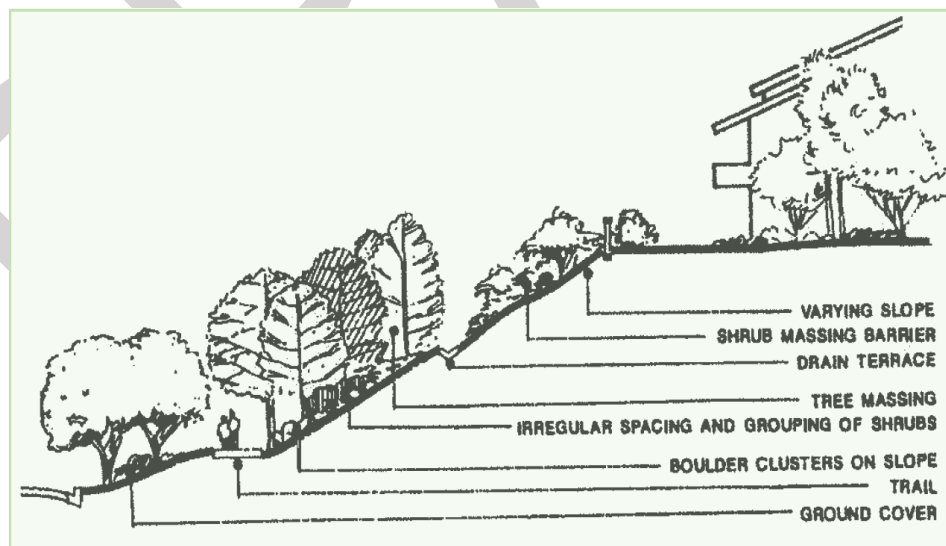 VARYING SLOPE
SHRUB MASSING BARRIER
DRAIN TERRACE
TREE MASSING
IRREGULAR SPACING AND GROUPING OF SHRUBS
BOULDER CLUSTERS ON SLOPE
TRAIL
GROUND COVER